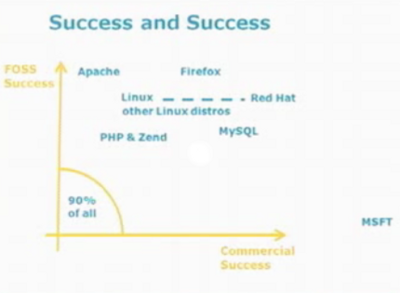 Success and Success
FOSS
Success
Apache
Firefox
Linux
Red Hat
other Linux distros
PHP & Zend
MySQL
90%
of all
MSFT
Commercial
Success